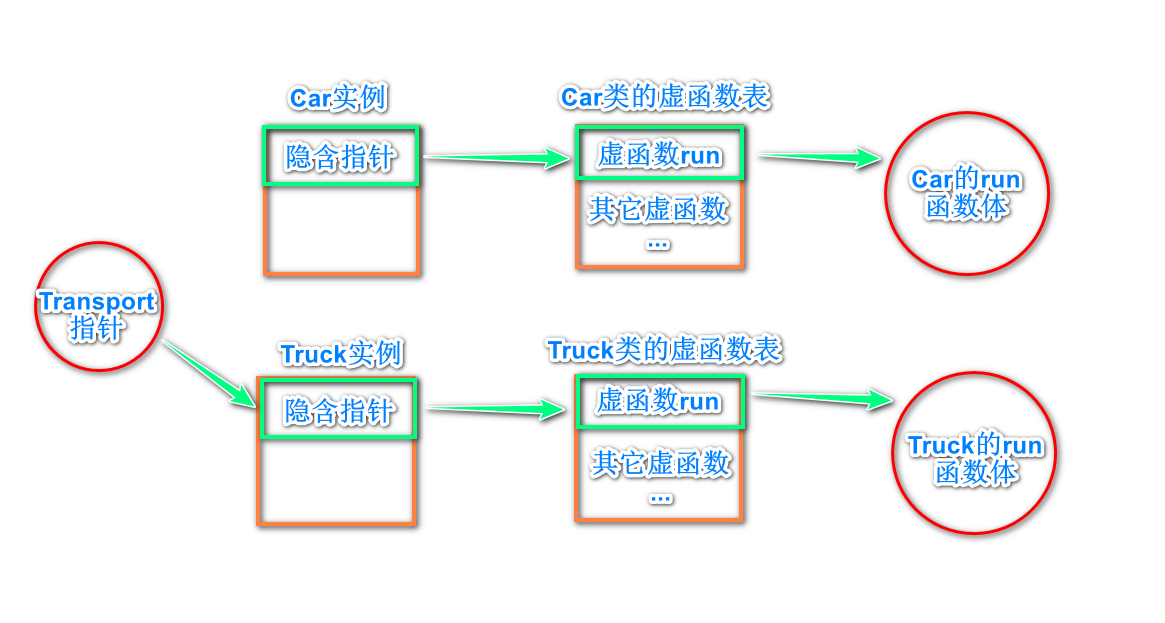 Car实例
Car类的虚函数表
隐含指针
虚函数run
其它虚函数
...
Car的run
函数体
Transport
指针
Truck实例
Truck类的虚函数表
隐含指针
虚函数run
其它虚函数
...
Truck的run
函数体